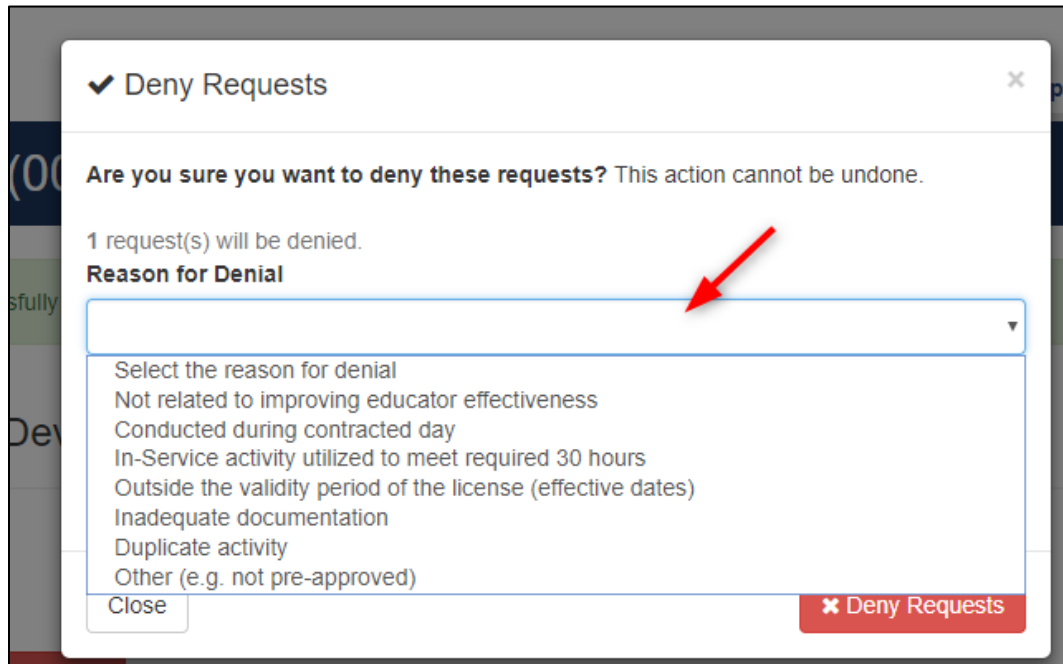 ✔ Deny Requests ×
p
(00
Are you sure you want to deny these requests? This action cannot be undone.
1 request(s) will be denied.
Reason for Denial
sfully
Select the reason for denial
Not related to improving educator effectiveness
Conducted during contracted day
Dev
In-Service activity utilized to meet required 30 hours
Outside the validity period of the license (effective dates)
Inadequate documentation
Duplicate activity
Other (e.g. not pre-approved)
Close
✖ Deny Requests